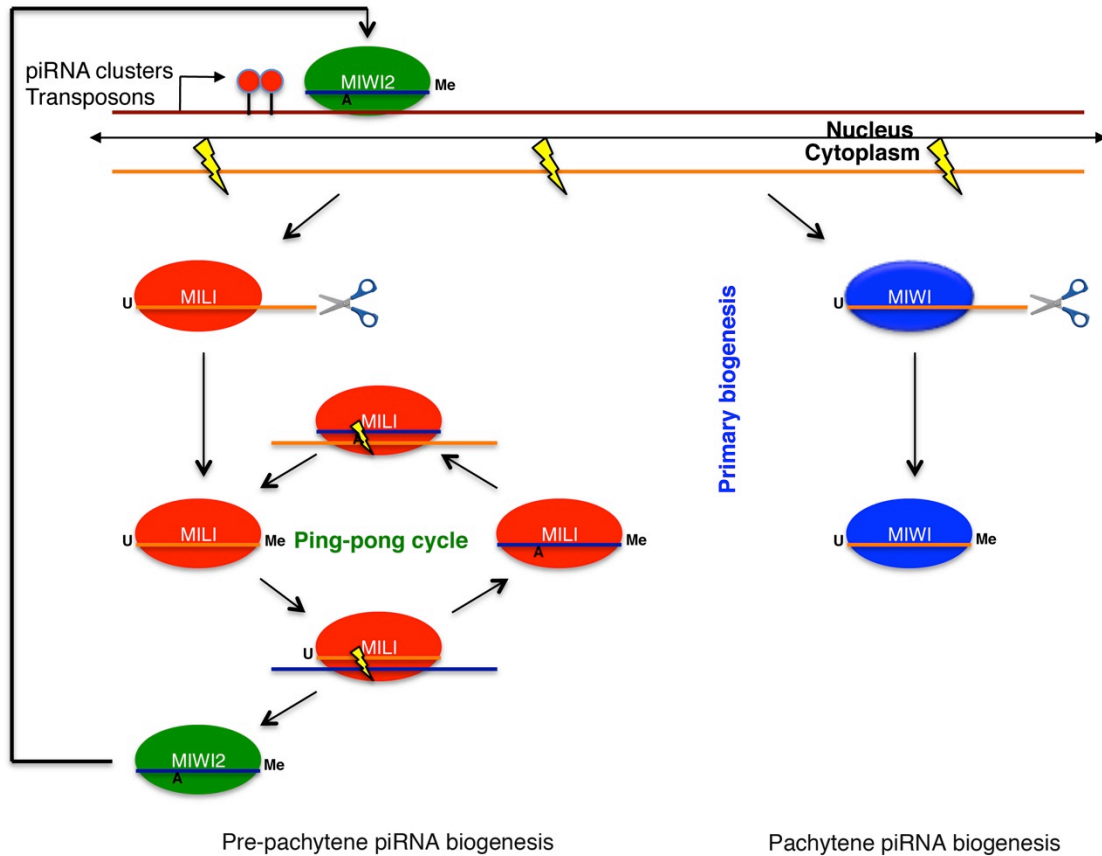 piRNA clusters
Transposons
MIWI2
A
Me
Nucleus
Cytoplasm
U
MILI
U
MIWI
Primary biogenesis
MILI
A
U
MILI
Me
Ping-pong cycle
MILI
A
Me
U
MIWI
Me
U
MILI
MIWI2
A
Me
Pre-pachytene piRNA biogenesis
Pachytene piRNA biogenesis